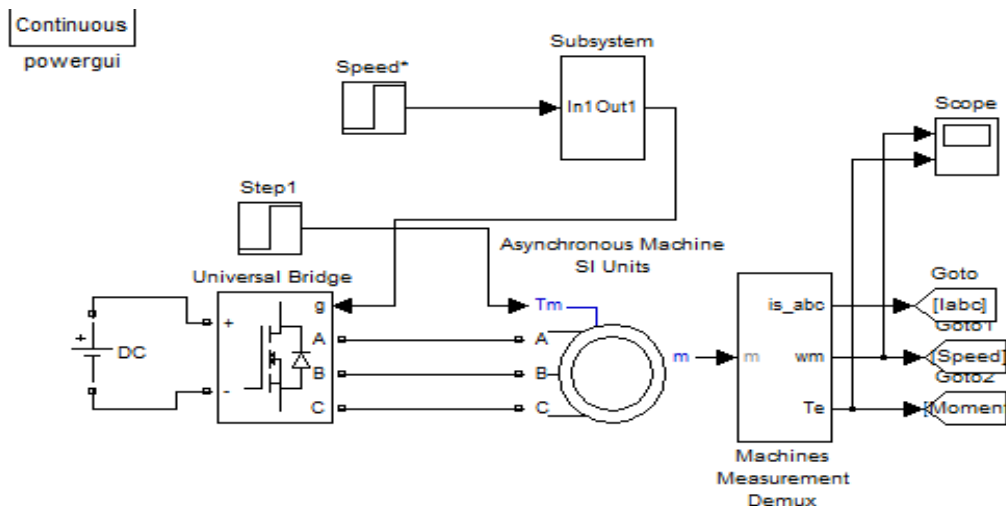 Continuous
powergui
Subsystem
Speed*
In1 Out1
Scope
Step1
Asynchronous Machine
SI Units
Universal Bridge
Goto
g
Tm
is_abc
[Iabc]
+
+
A
A
Goto1
DC
m
m
wm
[Speed]
B
B
Goto2
-
C
C
Te
[Moment
Machines
Measurement
Demux